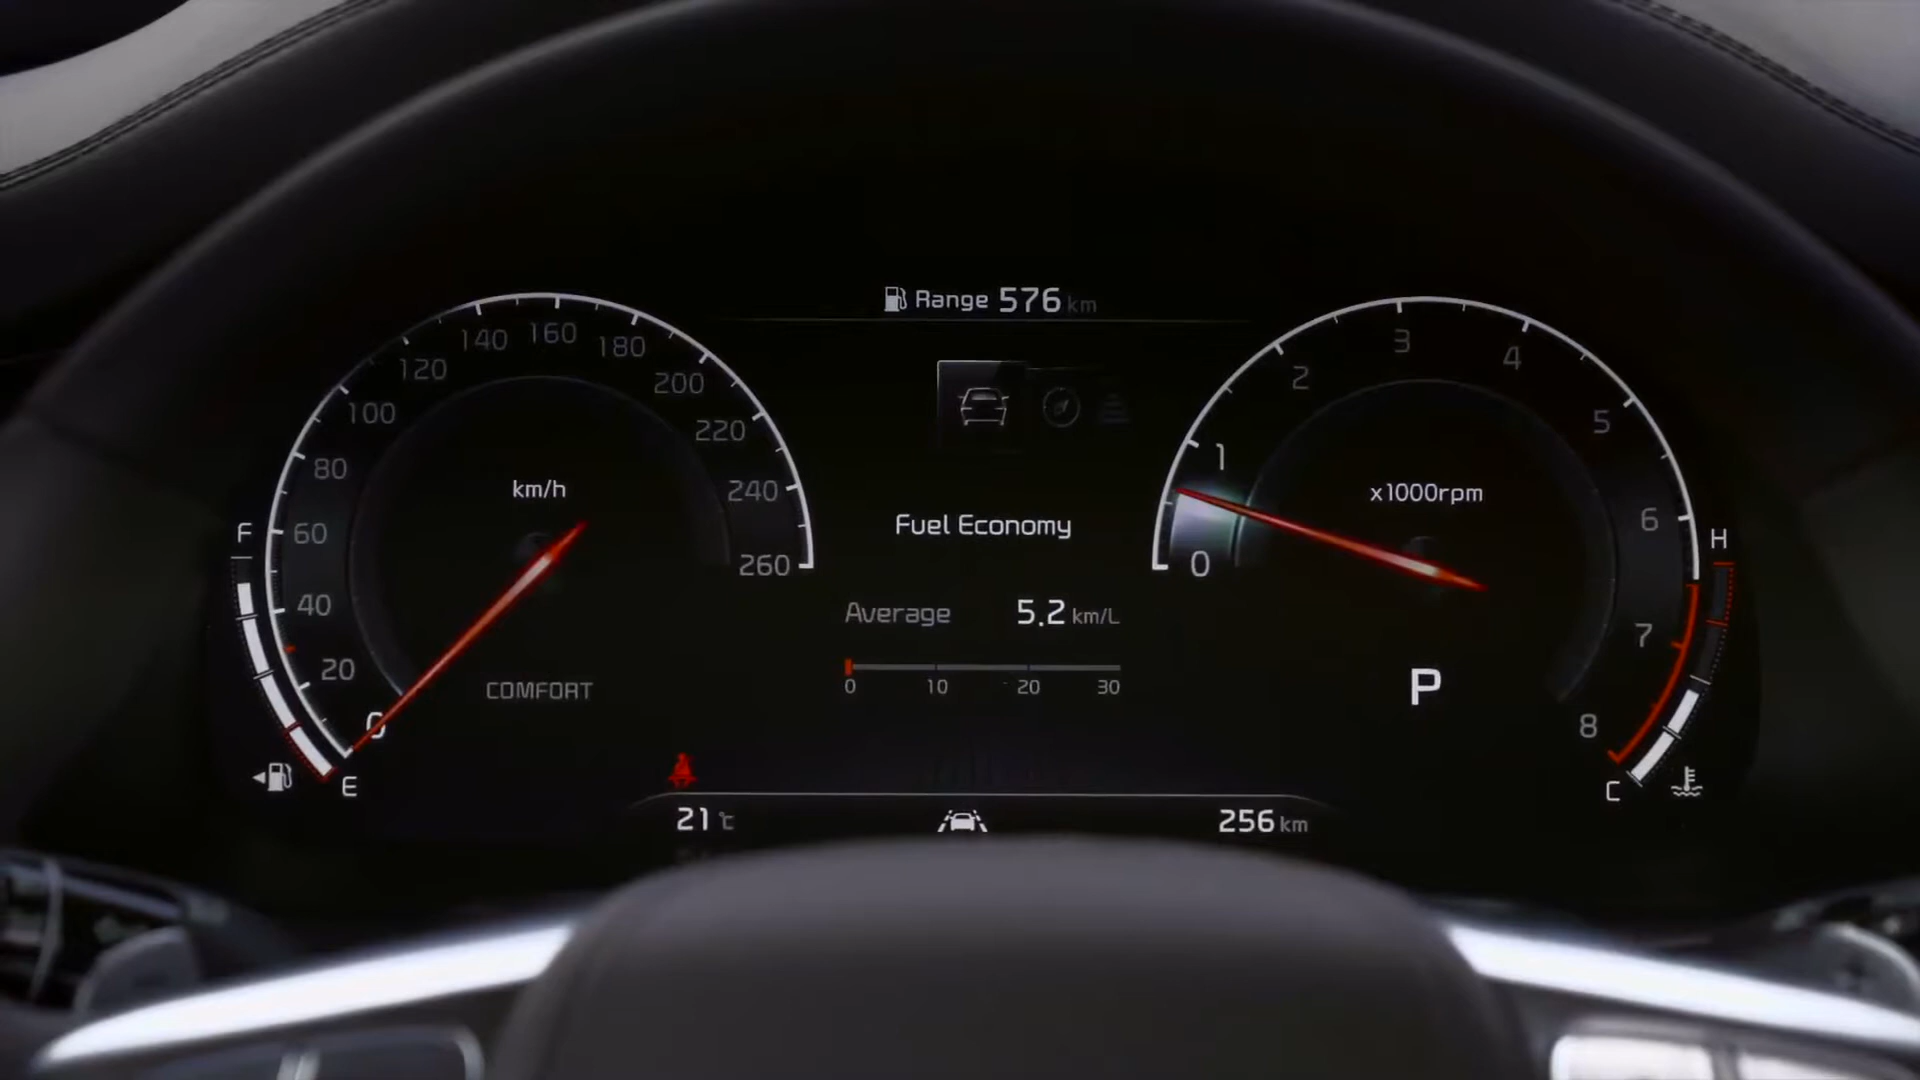 Range 576 km
140 160 180
120 200
100 220
80 240
60 260
40
20
0
km/h
COMFORT
F
E
Fuel Economy
Average 5.2 km/L
0 10 20 30
3
2 4
1 5
0 6
7
8
x1000rpm
P
H
C
21 °C
256 km